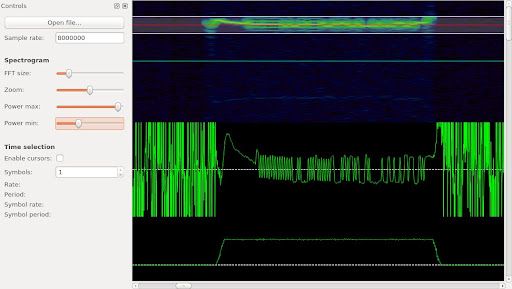 Controls
Open file...
Sample rate: 8000000
Spectrogram
FFT size:
Zoom:
Power max:
Power min:
Time selection
Enable cursors:
Symbols: 1
Rate:
Period:
Symbol rate:
Symbol period: